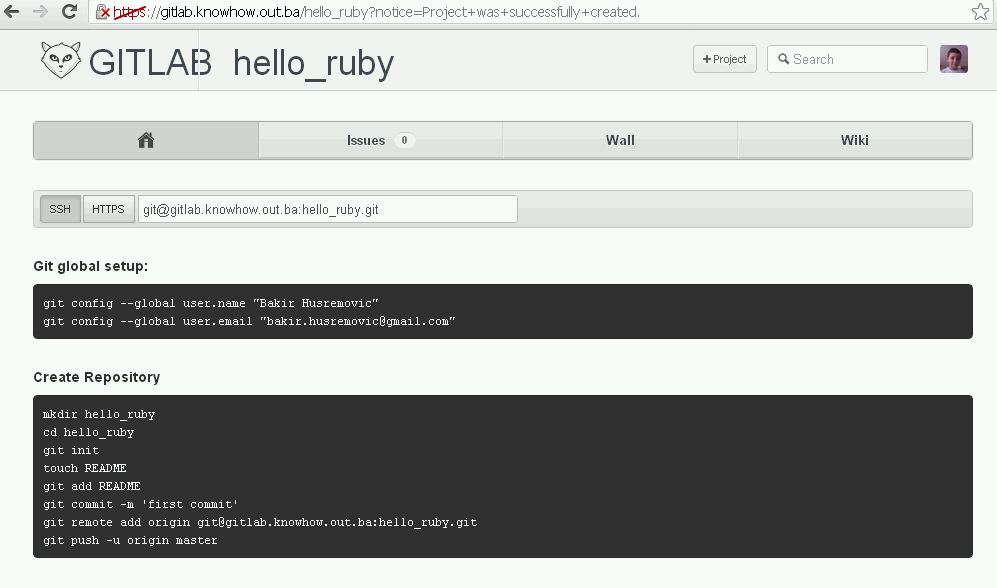 https://gitlab.knowhow.out.ba/hello_ruby?notice=Project+was+successfully+created.
GITLAB hello_ruby
+Project
Search
Issues 0
Wall
Wiki
SSH
HTTPS
git@gitlab.knowhow.out.ba:hello_ruby.git
Git global setup:
git config --global user.name "Bakir Husremovic"
git config --global user.email "bakir.husremovic@gmail.com"
Create Repository
mkdir hello_ruby
cd hello_ruby
git init
touch README
git add README
git commit -m 'first commit'
git remote add origin git@gitlab.knowhow.out.ba:hello_ruby.git
git push -u origin master